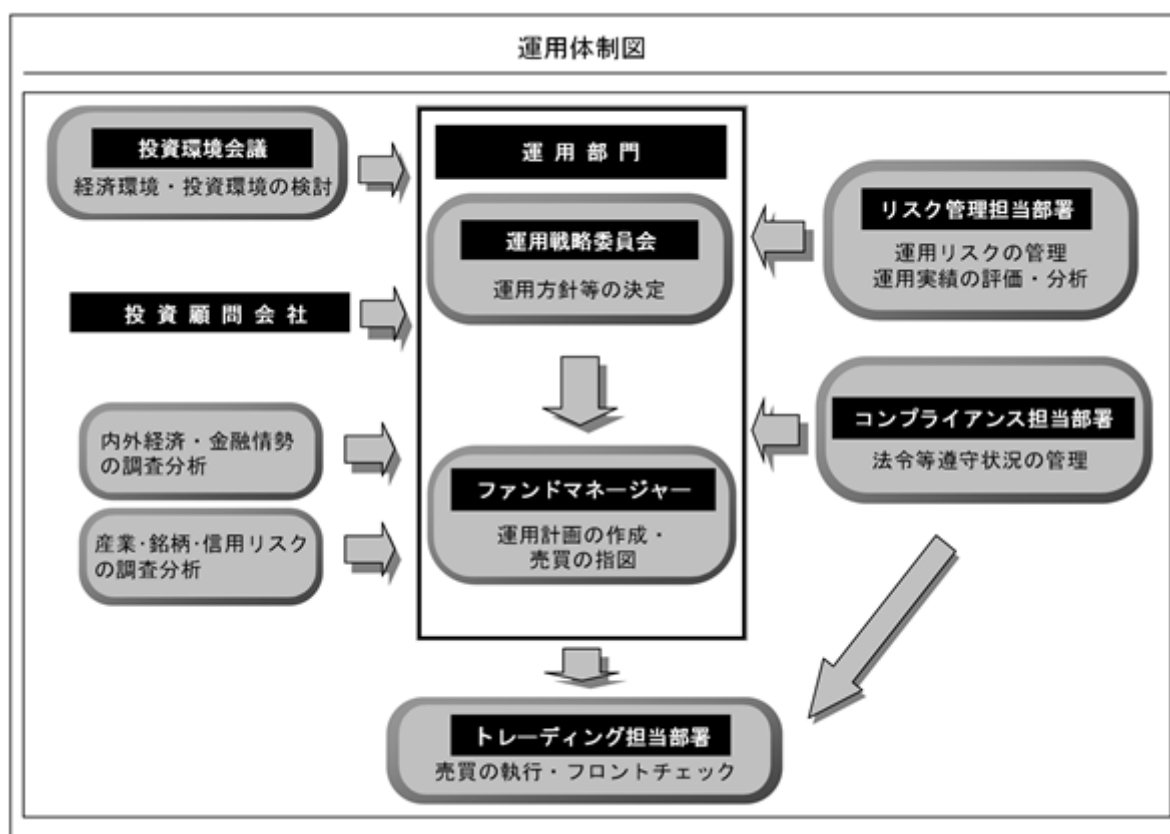 運用体制図
投資環境会議
経済環境・投資環境の検討
投資顧問会社
内外経済・金融情勢
の調査分析
産業・銘柄・信用リスク
の調査分析
運用部門
運用戦略委員会
運用方針等の決定
ファンドマネージャー
運用計画の作成・
売買の指図
リスク管理担当部署
運用リスクの管理
運用実績の評価・分析
コンプライアンス担当部署
法令等遵守状況の管理
トレーディング担当部署
売買の執行・フロントチェック